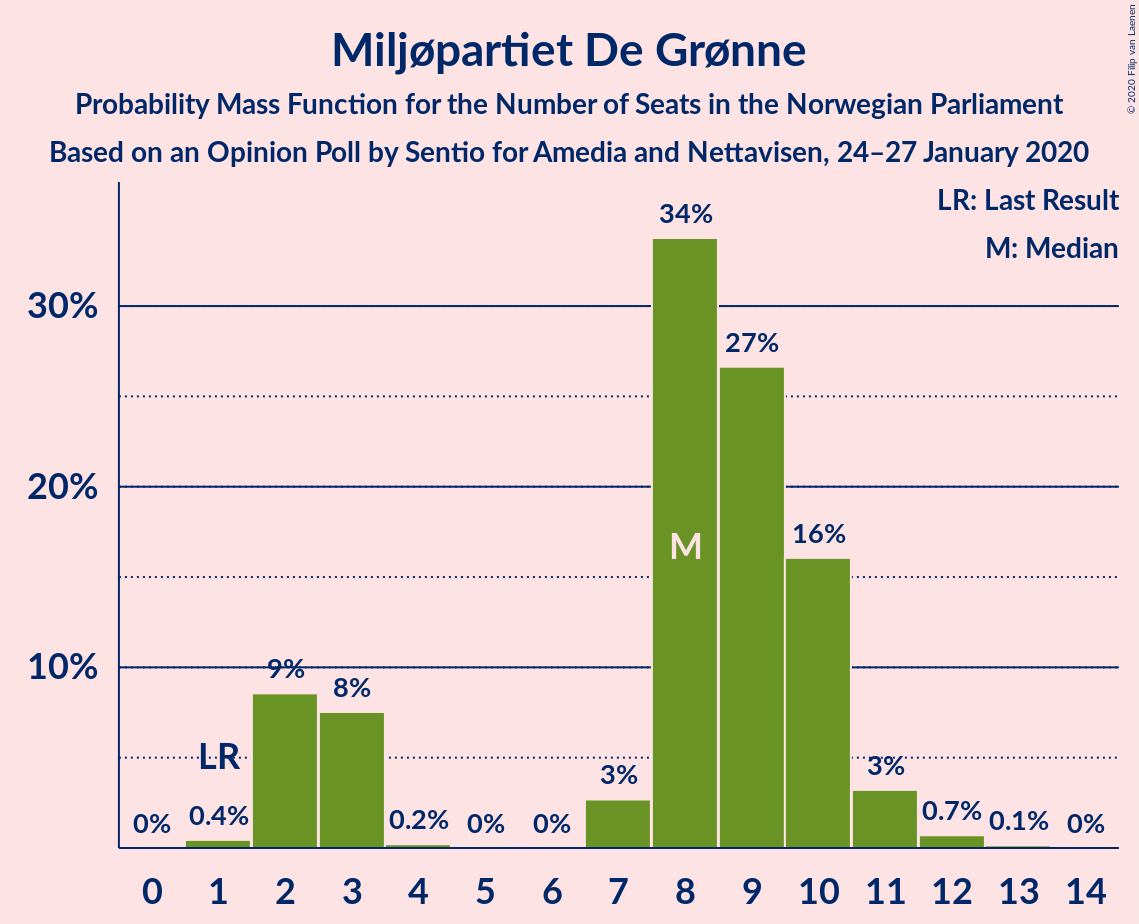 Miljøpartiet De Grønne
Probability Mass Function for the Number of Seats in the Norwegian Parliament
Based on an Opinion Poll by Sentio for Amedia and Nettavisen, 24–27 January 2020
© 2020 Filip van Laenen
LR: Last Result
M: Median
34%
30%
27%
20%
16%
M
10%
9%
8%
LR
3%
3%
0%
0.4%
0.2%
0%
0%
0.7%
0.1%
0%
0 1 2 3 4 5 6 7 8 9 10 11 12 13 14